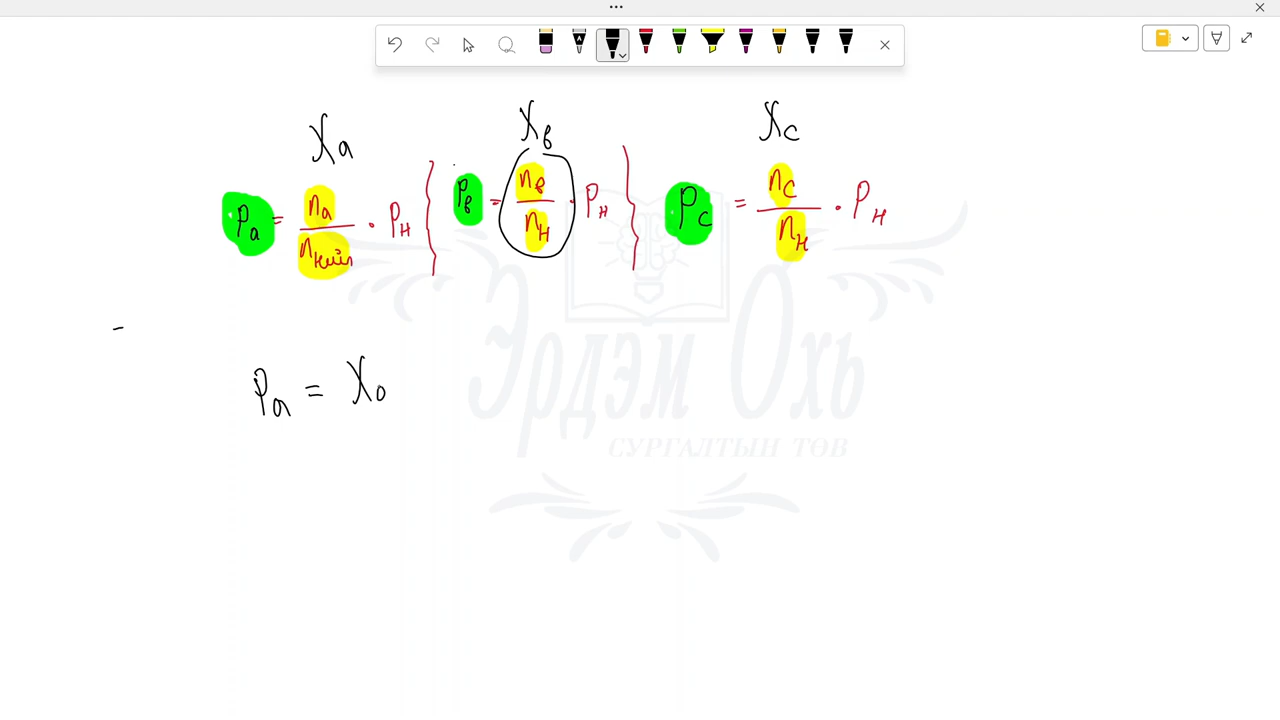 Xa Xв Xc
Pa = na/nнийл · Pн } Pв = nв/nн · Pн } Pc = nc/nн · Pн
Pa = X
Эрдэм Охь
СУРГАЛТЫН ТӨВ